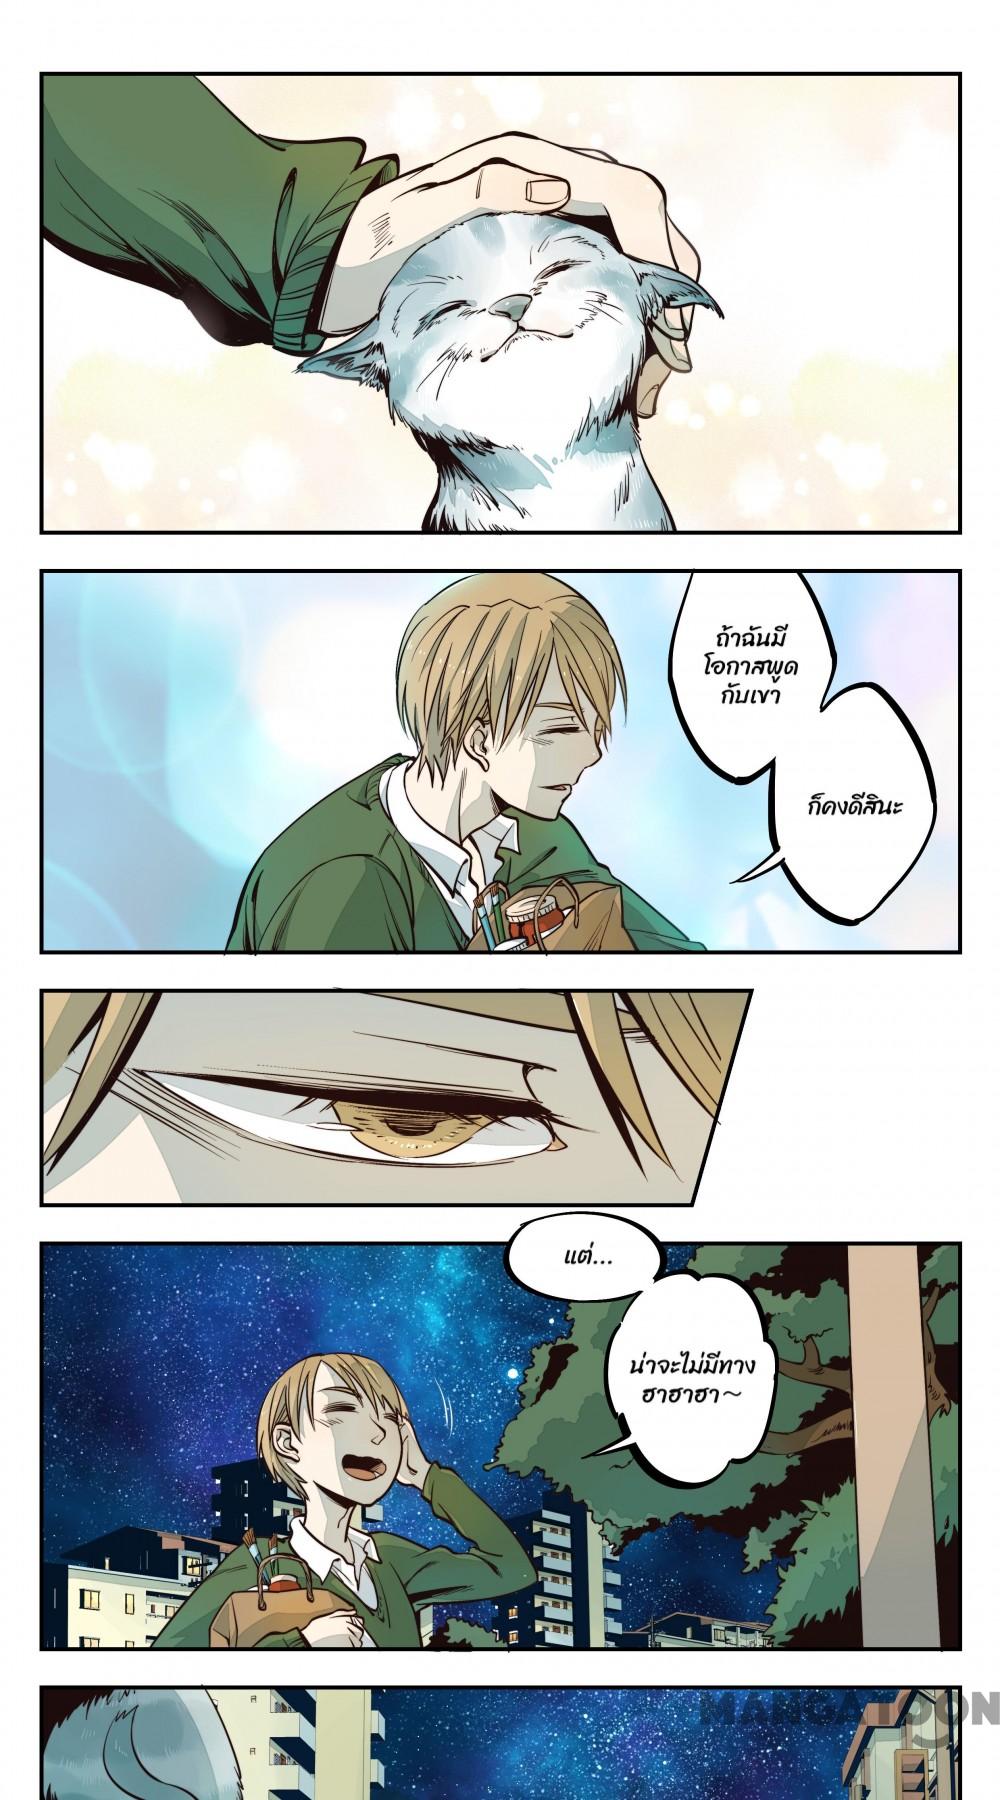 ถ้าฉันมี
โอกาสพูด
กับเขา
ก็คงดีสินะ
แต่...
น่าจะไม่มีทาง
ฮาฮาฮา~
MANGATOON